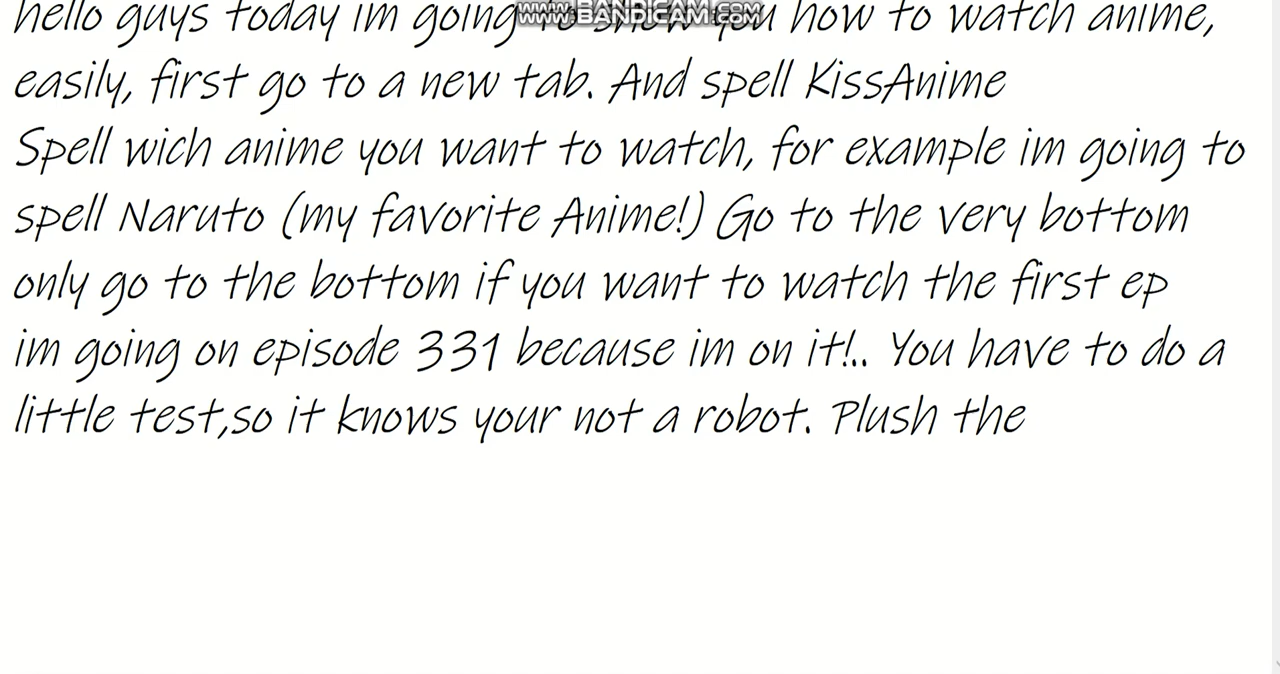 hello guys today im going to show you how to watch anime,
www.BANDICAM.com
easily, first go to a new tab. And spell KissAnime
Spell wich anime you want to watch, for example im going to
spell Naruto (my favorite Anime!) Go to the very bottom
only go to the bottom if you want to watch the first ep
im going on episode 331 because im on it!.. You have to do a
little test,so it knows your not a robot. Plush the